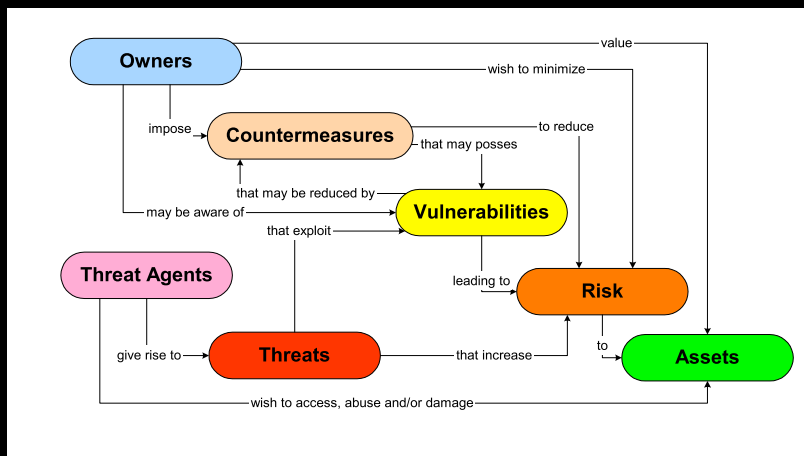 value
Owners
wish to minimize
impose
Countermeasures
to reduce
that may posses
that may be reduced by
may be aware of
Vulnerabilities
that exploit
Threat Agents
leading to
Risk
give rise to
Threats
that increase
to
Assets
wish to access, abuse and/or damage